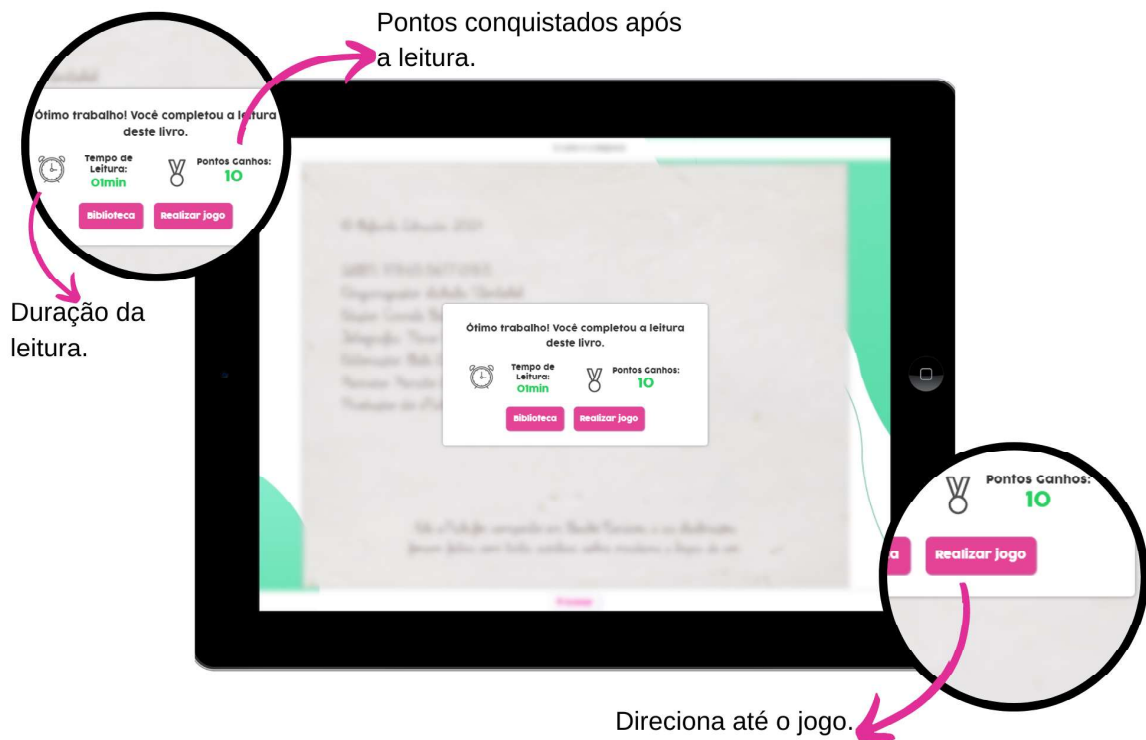 Pontos conquistados após
a leitura.
Ótimo trabalho! Você completou a leitura
deste livro.
Tempo de
Leitura:
01min
Pontos Ganhos:
10
Biblioteca
Realizar jogo
Duração da
leitura.
Ótimo trabalho! Você completou a leitura
deste livro.
Tempo de
Leitura:
01min
Pontos Ganhos:
10
Biblioteca
Realizar jogo
Pontos Ganhos:
10
Realizar jogo
Direciona até o jogo.